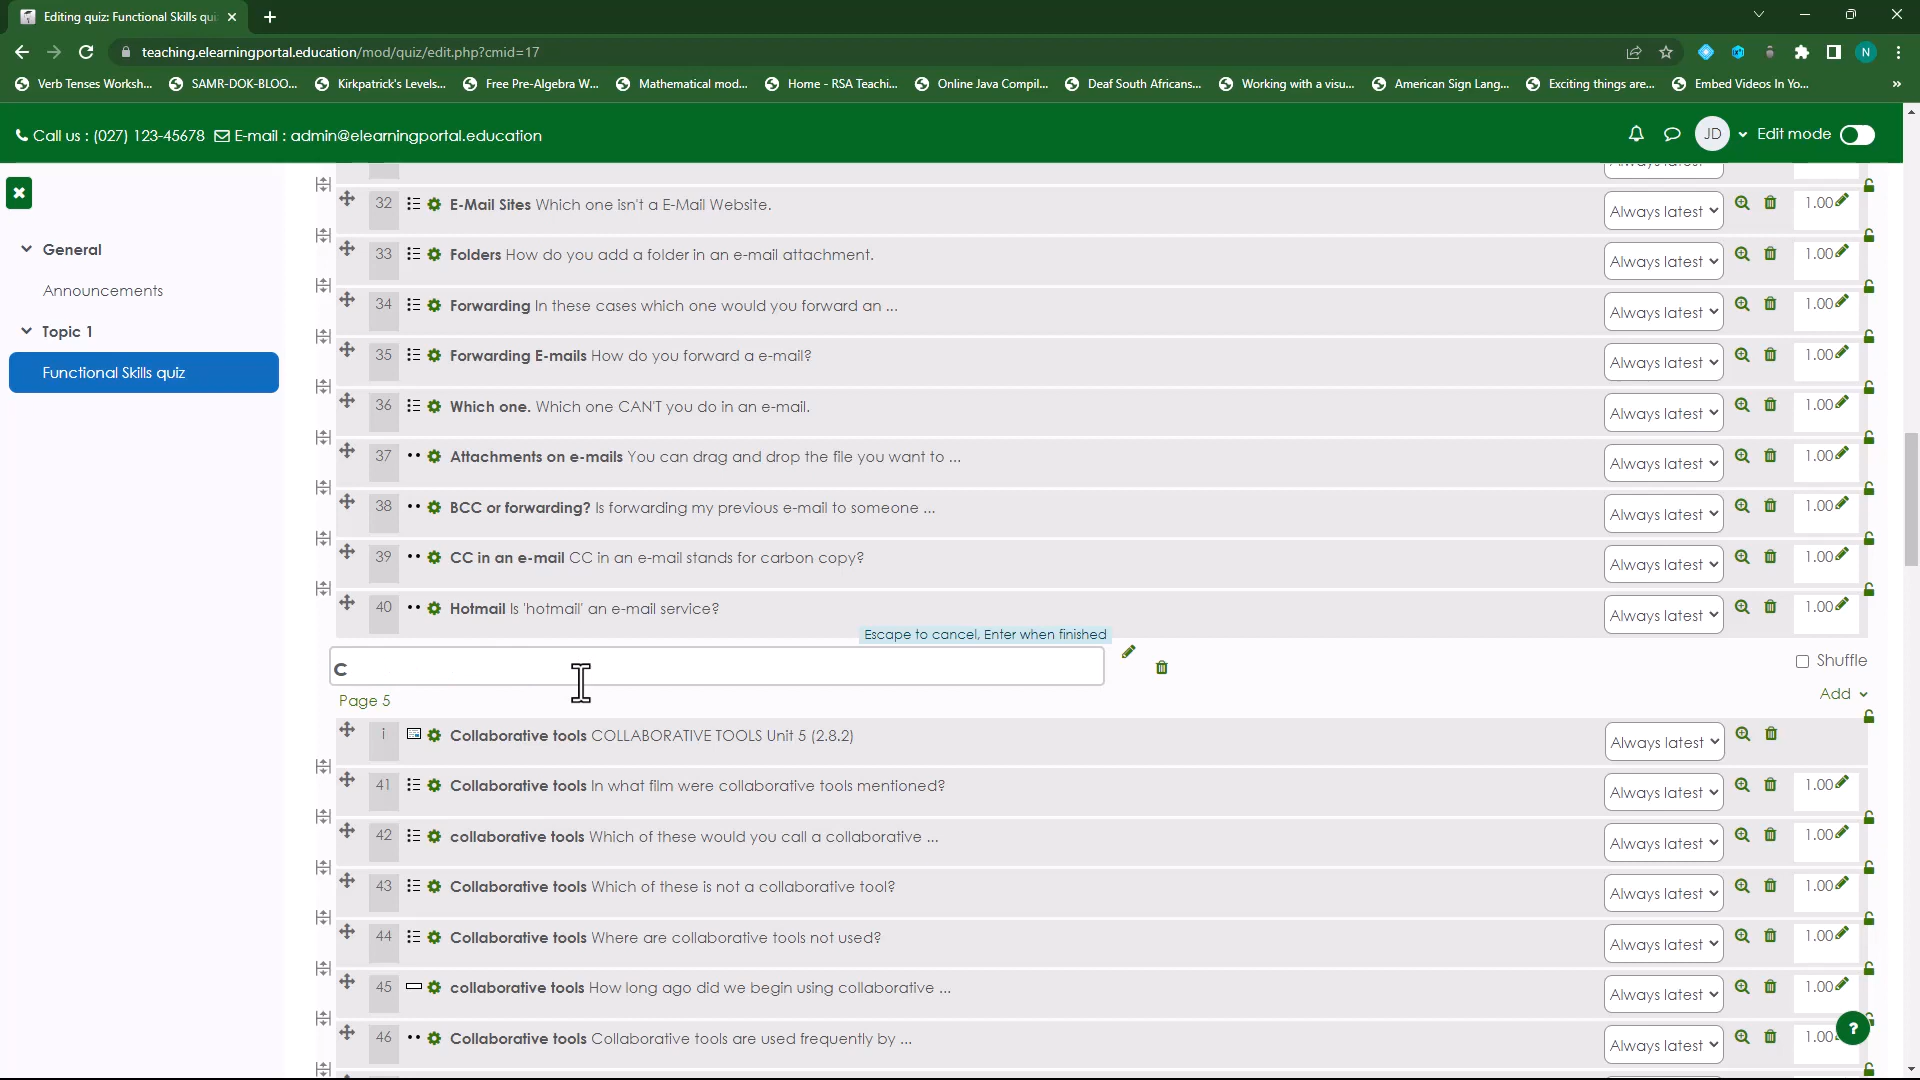 Editing quiz: Functional Skills qui
teaching.elearningportal.education/mod/quiz/edit.php?cmid=17
N
Verb Tenses Worksh... SAMR-DOK-BLOO... Kirkpatrick's Levels... Free Pre-Algebra W... Mathematical mod... Home - RSA Teachi... Online Java Compil... Deaf South Africans... Working with a visu... American Sign Lang... Exciting things are... Embed Videos In Yo... »
Call us : (027) 123-45678 E-mail : admin@elearningportal.education JD Edit mode
General
Announcements
Topic 1
Functional Skills quiz
32 E-Mail Sites Which one isn't a E-Mail Website. Always latest 1.00
33 Folders How do you add a folder in an e-mail attachment. Always latest 1.00
34 Forwarding In these cases which one would you forward an ... Always latest 1.00
35 Forwarding E-mails How do you forward a e-mail? Always latest 1.00
36 Which one. Which one CAN'T you do in an e-mail. Always latest 1.00
37 Attachments on e-mails You can drag and drop the file you want to ... Always latest 1.00
38 BCC or forwarding? Is forwarding my previous e-mail to someone ... Always latest 1.00
39 CC in an e-mail CC in an e-mail stands for carbon copy? Always latest 1.00
40 Hotmail Is 'hotmail' an e-mail service? Always latest 1.00
Escape to cancel, Enter when finished
C Shuffle
Page 5 Add
i Collaborative tools COLLABORATIVE TOOLS Unit 5 (2.8.2) Always latest
41 Collaborative tools In what film were collaborative tools mentioned? Always latest 1.00
42 collaborative tools Which of these would you call a collaborative ... Always latest 1.00
43 Collaborative tools Which of these is not a collaborative tool? Always latest 1.00
44 Collaborative tools Where are collaborative tools not used? Always latest 1.00
45 collaborative tools How long ago did we begin using collaborative ... Always latest 1.00
46 Collaborative tools Collaborative tools are used frequently by ... Always latest 1.00
?